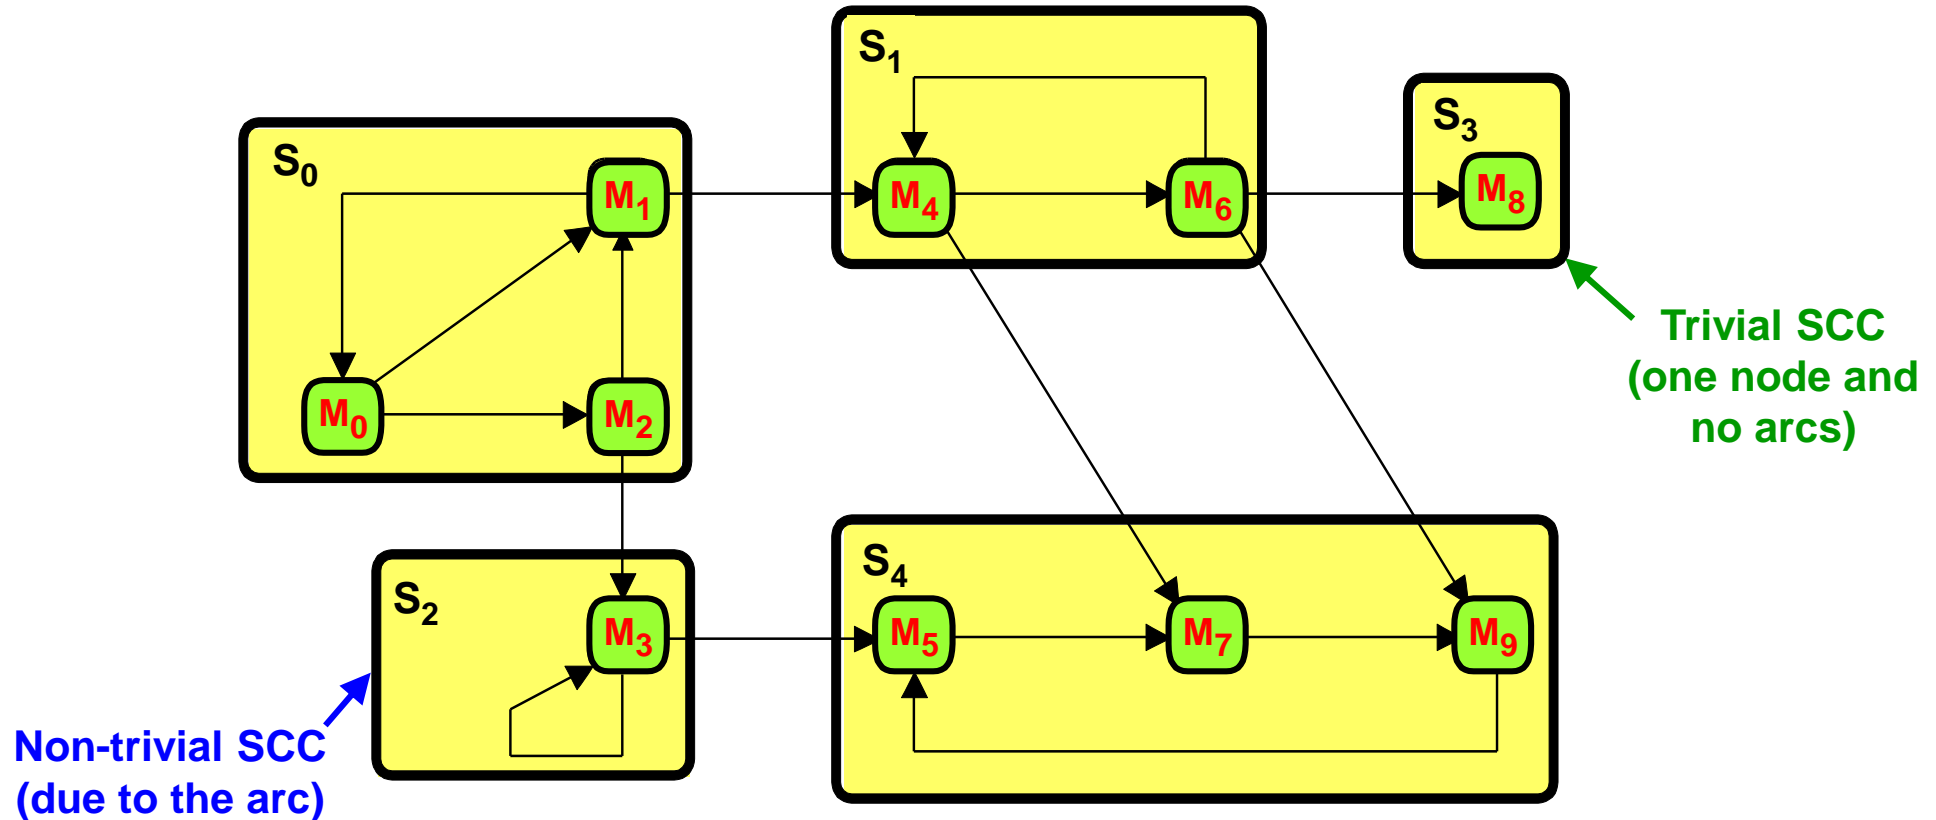 S₁
S₃
S₀
M₁
M₄
M₆
M₈
Trivial SCC
(one node and
no arcs)
M₀
M₂
S₄
S₂
M₃
M₅
M₇
M₉
Non-trivial SCC
(due to the arc)